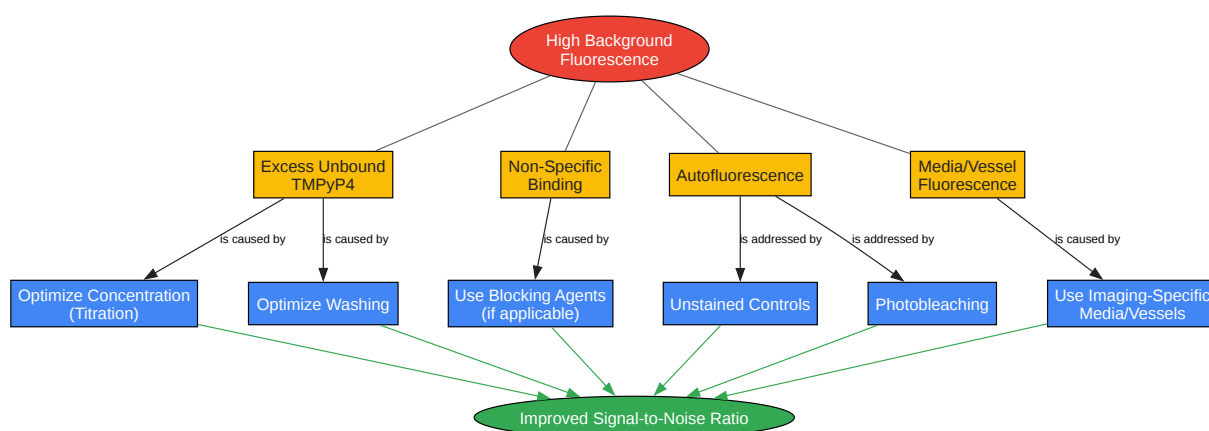 High Background
Fluorescence
Excess Unbound
TMPyP4
Non-Specific
Binding
Autofluorescence
Media/Vessel
Fluorescence
is caused by
is caused by
is caused by
is addressed by
is addressed by
is caused by
Optimize Concentration
(Titration)
Optimize Washing
Use Blocking Agents
(if applicable)
Unstained Controls
Photobleaching
Use Imaging-Specific
Media/Vessels
Improved Signal-to-Noise Ratio